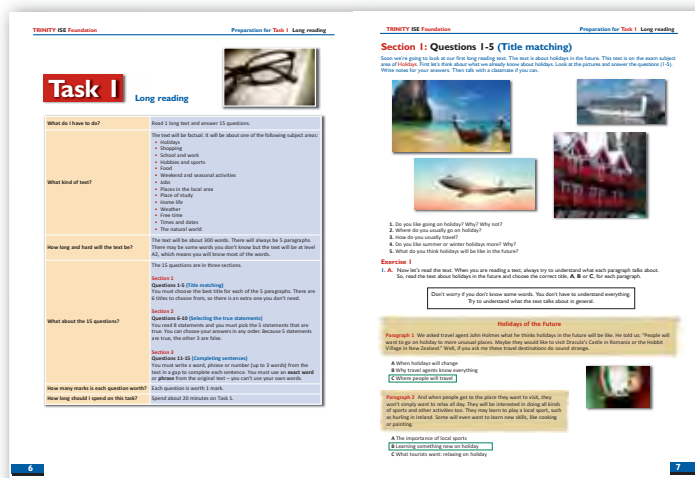 TRINITY ISE Foundation
Preparation for Task 1 Long reading
Task 1
Long reading
What do I have to do?
Read 1 long text and answer 15 questions.
What kind of text?
The text will be factual. It will be about one of the following subject areas:
• Holidays
• Shopping
• School and work
• Hobbies and sports
• Food
• Weekend and seasonal activities
• Jobs
• Places in the local area
• Place of study
• Home life
• Weather
• Free time
• Times and dates
• The natural world
How long and hard will the text be?
The text will be about 300 words. There will always be 5 paragraphs.
There may be some words you don't know but the text will be at level
A2, which means you will know most of the words.
What about the 15 questions?
The 15 questions are in three sections.
Section 1
Questions 1-5 (Title matching)
You must choose the best title for each of the 5 paragraphs. There are
6 titles to choose from, so there is an extra one you don't need.
Section 2
Questions 6-10 (Selecting the true statements)
You read 8 statements and you must pick the 5 statements that are
true. You can choose your answers in any order. Because 5 statements
are true, the other 3 are false.
Section 3
Questions 11-15 (Completing sentences)
You must write a word, phrase or number (up to 3 words) from the
text in a gap to complete each sentence. You must use an exact word
or phrase from the original text – you can't use your own words.
How many marks is each question worth?
Each question is worth 1 mark.
How long should I spend on this task?
Spend about 20 minutes on Task 1.
6
TRINITY ISE Foundation
Preparation for Task 1 Long reading
Section 1: Questions 1-5 (Title matching)
Soon we're going to look at our first long reading text. The text is about holidays in the future. This text is on the exam subject
area of Holidays. First let's think about what we already know about holidays. Look at the pictures and answer the questions (1-5).
Write notes for your answers. Then talk with a classmate if you can.
1. Do you like going on holiday? Why? Why not?
2. Where do you usually go on holiday?
3. How do you usually travel?
4. Do you like summer or winter holidays more? Why?
5. What do you think holidays will be like in the future?
Exercise 1
1. A. Now let's read the text. When you are reading a text, always try to understand what each paragraph talks about.
So, read the text about holidays in the future and choose the correct title, A, B or C, for each paragraph.
Don't worry if you don't know some words. You don't have to understand everything.
Try to understand what the text talks about in general.
Holidays of the Future
Paragraph 1 We asked travel agent John Holmes what he thinks holidays in the future will be like. He told us: "People will
want to go on holiday to more unusual places. Maybe they would like to visit Dracula's Castle in Romania or the Hobbit
Village in New Zealand." Well, if you ask me these travel destinations do sound strange.
A When holidays will change
B Why travel agents know everything
C Where people will travel
Paragraph 2 And when people get to the place they want to visit, they
won't simply want to relax all day. They will be interested in doing all kinds
of sports and other activities too. They may learn to play a local sport, such
as hurling in Ireland. Some will even want to learn new skills, like cooking
or painting.
A The importance of local sports
B Learning something new on holiday
C What tourists want: relaxing on holiday
7